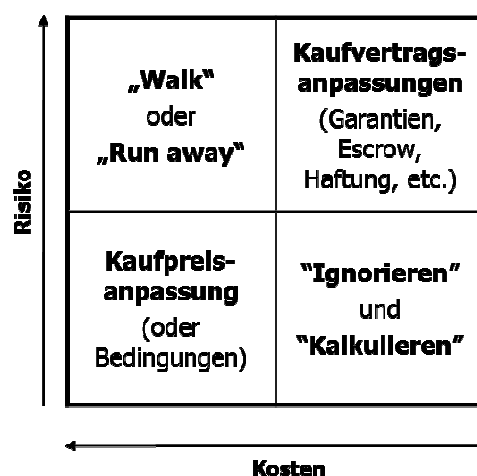 „Walk“
oder
„Run away“
Kaufvertrags-
anpassungen
(Garantien,
Escrow,
Haftung, etc.)
Risiko
Kaufpreis-
anpassung
(oder
Bedingungen)
“Ignorieren”
und
“Kalkulieren”
Kosten